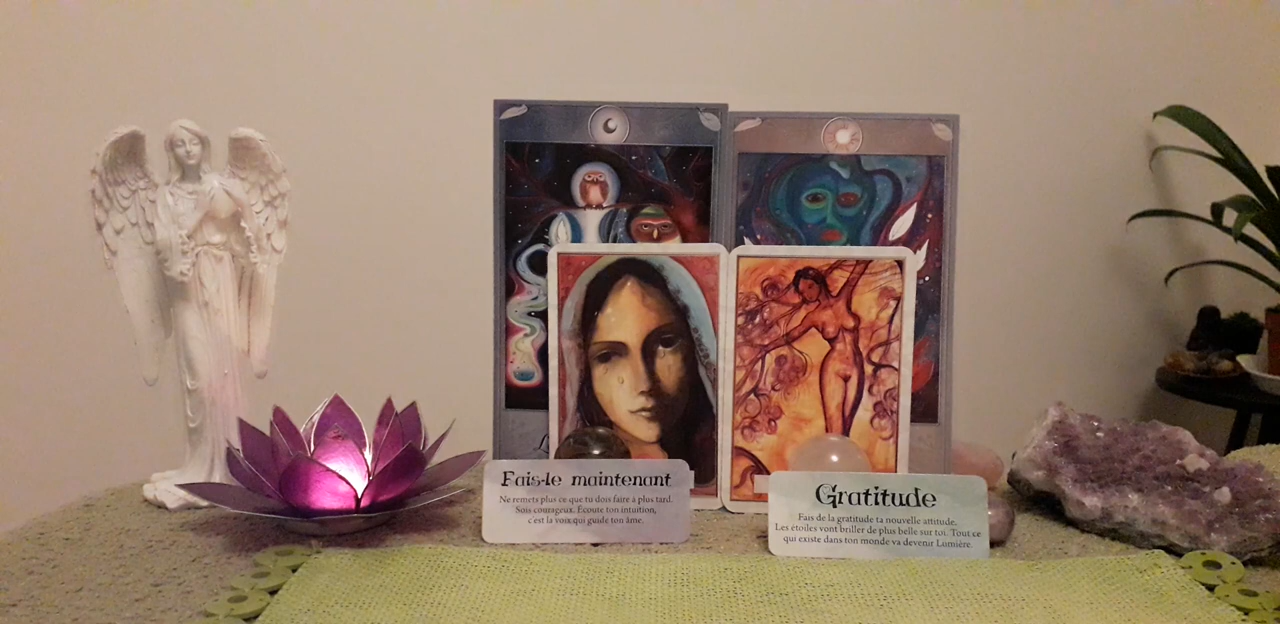 Fais-le maintenant
Ne remets plus ce que tu dois faire à plus tard.
Sois courageux. Écoute ton intuition,
c'est la voix qui guide ton âme.
Gratitude
Fais de la gratitude ta nouvelle attitude.
Les étoiles vont briller de plus belle sur toi. Tout ce
qui existe dans ton monde va devenir Lumière.